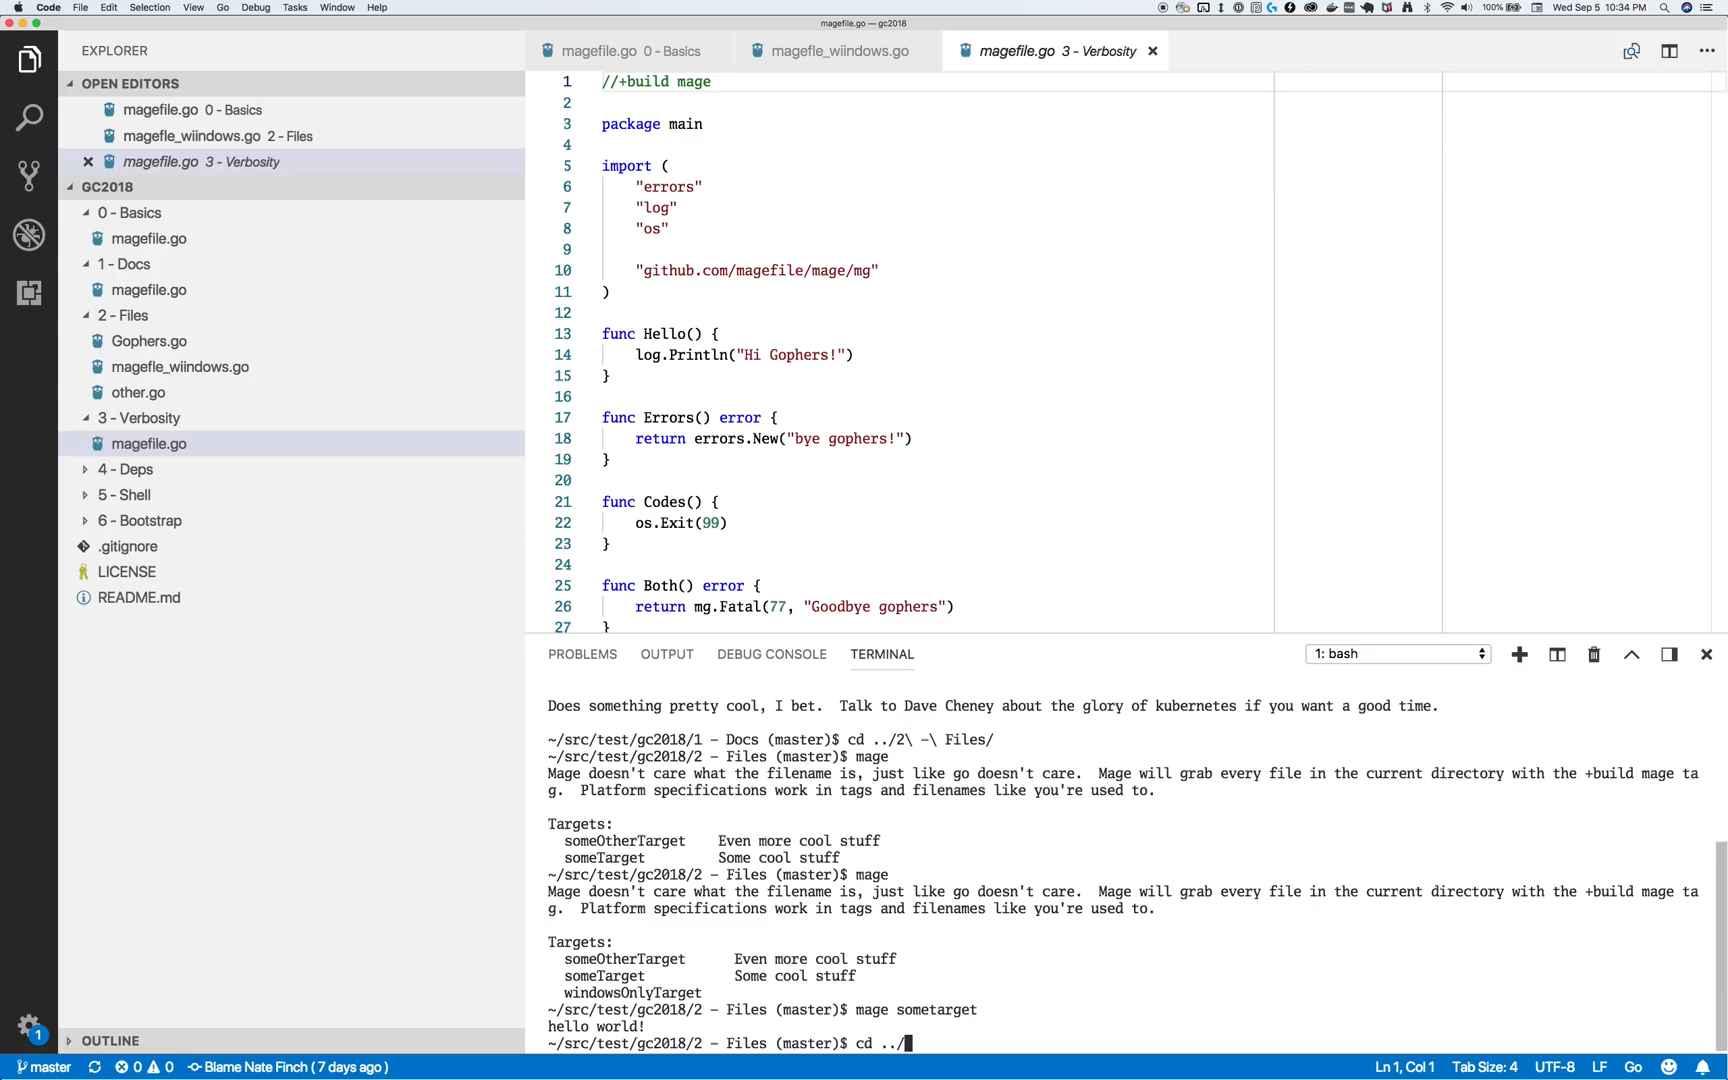 Code File Edit Selection View Go Debug Tasks Window Help
100% Wed Sep 5 10:34 PM
magefile.go — gc2018
EXPLORER
OPEN EDITORS
magefile.go 0 - Basics
magefle_wiindows.go 2 - Files
magefile.go 3 - Verbosity
GC2018
0 - Basics
magefile.go
1 - Docs
magefile.go
2 - Files
Gophers.go
magefle_wiindows.go
other.go
3 - Verbosity
magefile.go
4 - Deps
5 - Shell
6 - Bootstrap
.gitignore
LICENSE
README.md
OUTLINE
1
magefile.go 0 - Basics
magefle_wiindows.go
magefile.go 3 - Verbosity
1 //+build mage
2
3 package main
4
5 import (
6 "errors"
7 "log"
8 "os"
9
10 "github.com/magefile/mage/mg"
11 )
12
13 func Hello() {
14 log.Println("Hi Gophers!")
15 }
16
17 func Errors() error {
18 return errors.New("bye gophers!")
19 }
20
21 func Codes() {
22 os.Exit(99)
23 }
24
25 func Both() error {
26 return mg.Fatal(77, "Goodbye gophers")
27 }
PROBLEMS OUTPUT DEBUG CONSOLE TERMINAL
1: bash
Does something pretty cool, I bet.  Talk to Dave Cheney about the glory of kubernetes if you want a good time.
~/src/test/gc2018/1 - Docs (master)$ cd ../2\ -\ Files/
~/src/test/gc2018/2 - Files (master)$ mage
Mage doesn't care what the filename is, just like go doesn't care.  Mage will grab every file in the current directory with the +build mage ta
g.  Platform specifications work in tags and filenames like you're used to.
Targets:
someOtherTarget    Even more cool stuff
someTarget         Some cool stuff
~/src/test/gc2018/2 - Files (master)$ mage
Mage doesn't care what the filename is, just like go doesn't care.  Mage will grab every file in the current directory with the +build mage ta
g.  Platform specifications work in tags and filenames like you're used to.
Targets:
someOtherTarget      Even more cool stuff
someTarget           Some cool stuff
windowsOnlyTarget
~/src/test/gc2018/2 - Files (master)$ mage sometarget
hello world!
~/src/test/gc2018/2 - Files (master)$ cd ../
master 0 0 Blame Nate Finch ( 7 days ago )
Ln 1, Col 1 Tab Size: 4 UTF-8 LF Go